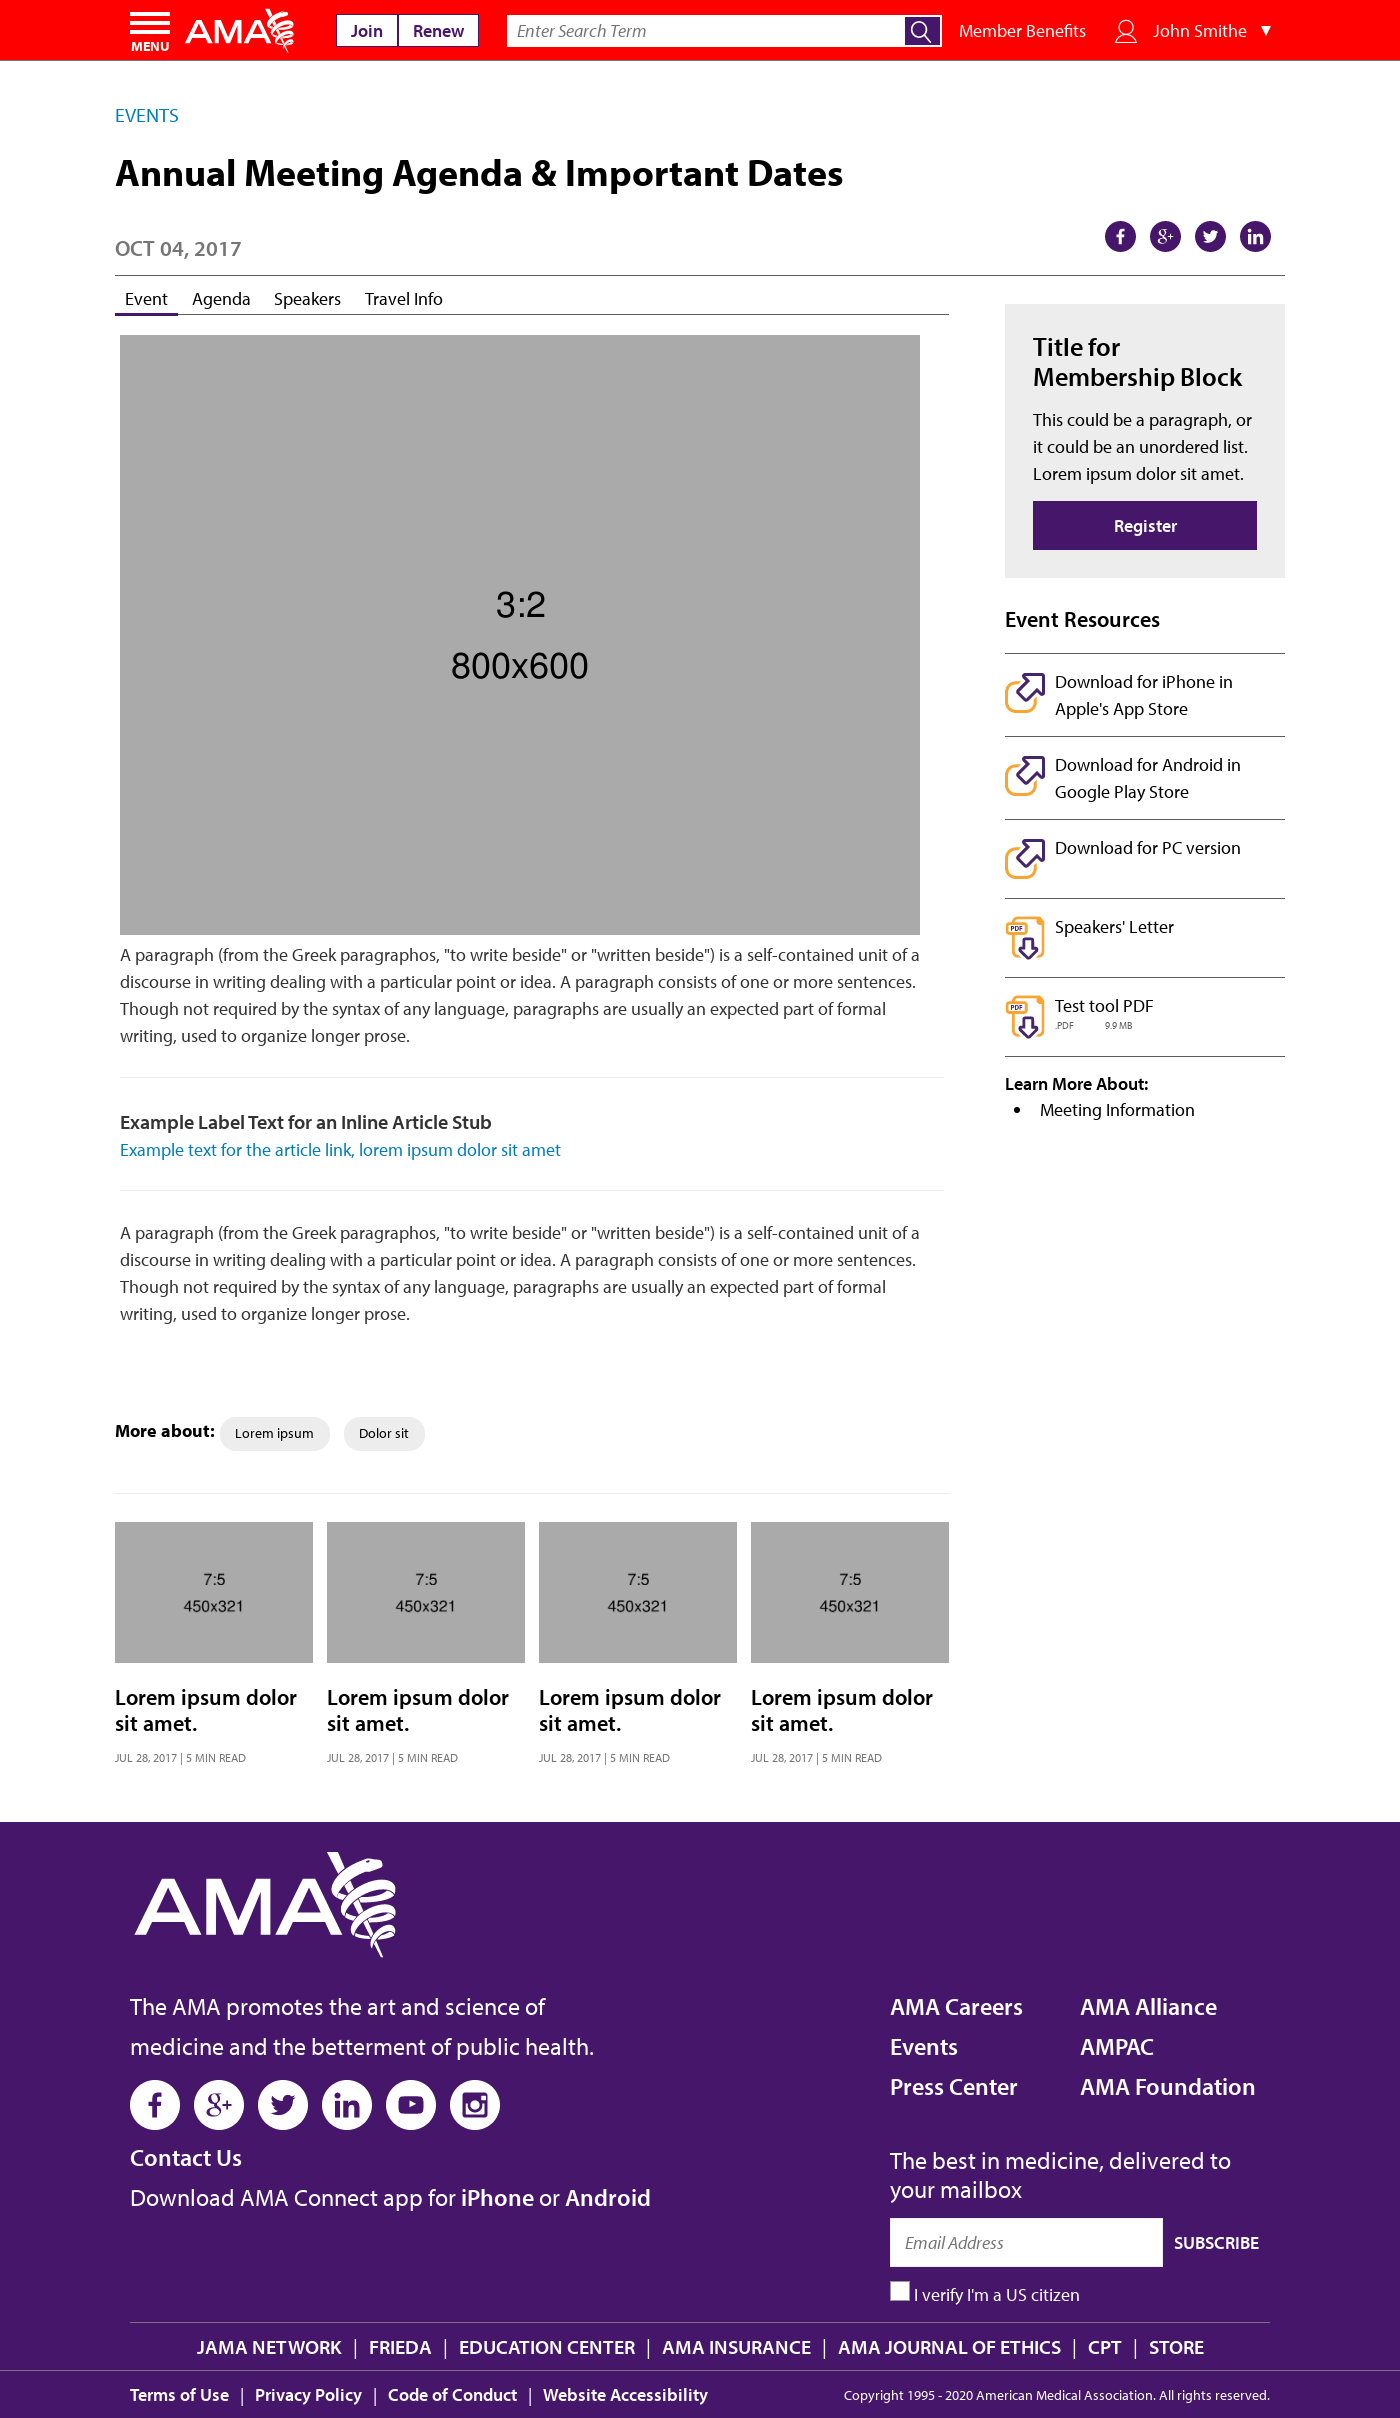 MENU
AMA
Join
Renew
Enter Search Term
Member Benefits
John Smithe ▼
EVENTS
Annual Meeting Agenda & Important Dates
OCT 04, 2017
Event
Agenda
Speakers
Travel Info
3:2
800x600
A paragraph (from the Greek paragraphos, "to write beside" or "written beside") is a self-contained unit of a
discourse in writing dealing with a particular point or idea. A paragraph consists of one or more sentences.
Though not required by the syntax of any language, paragraphs are usually an expected part of formal
writing, used to organize longer prose.
Example Label Text for an Inline Article Stub
Example text for the article link, lorem ipsum dolor sit amet
A paragraph (from the Greek paragraphos, "to write beside" or "written beside") is a self-contained unit of a
discourse in writing dealing with a particular point or idea. A paragraph consists of one or more sentences.
Though not required by the syntax of any language, paragraphs are usually an expected part of formal
writing, used to organize longer prose.
Title for
Membership Block
This could be a paragraph, or
it could be an unordered list.
Lorem ipsum dolor sit amet.
Register
Event Resources
Download for iPhone in
Apple's App Store
Download for Android in
Google Play Store
Download for PC version
PDF
Speakers' Letter
PDF
Test tool PDF
.PDF 9.9 MB
Learn More About:
• Meeting Information
More about:
Lorem ipsum
Dolor sit
7:5
450x321
Lorem ipsum dolor
sit amet.
JUL 28, 2017 | 5 MIN READ
7:5
450x321
Lorem ipsum dolor
sit amet.
JUL 28, 2017 | 5 MIN READ
7:5
450x321
Lorem ipsum dolor
sit amet.
JUL 28, 2017 | 5 MIN READ
7:5
450x321
Lorem ipsum dolor
sit amet.
JUL 28, 2017 | 5 MIN READ
AMA
The AMA promotes the art and science of
medicine and the betterment of public health.
Contact Us
Download AMA Connect app for iPhone or Android
AMA Careers
Events
Press Center
AMA Alliance
AMPAC
AMA Foundation
The best in medicine, delivered to
your mailbox
Email Address
SUBSCRIBE
I verify I'm a US citizen
JAMA NETWORK | FRIEDA | EDUCATION CENTER | AMA INSURANCE | AMA JOURNAL OF ETHICS | CPT | STORE
Terms of Use | Privacy Policy | Code of Conduct | Website Accessibility
Copyright 1995 - 2020 American Medical Association. All rights reserved.